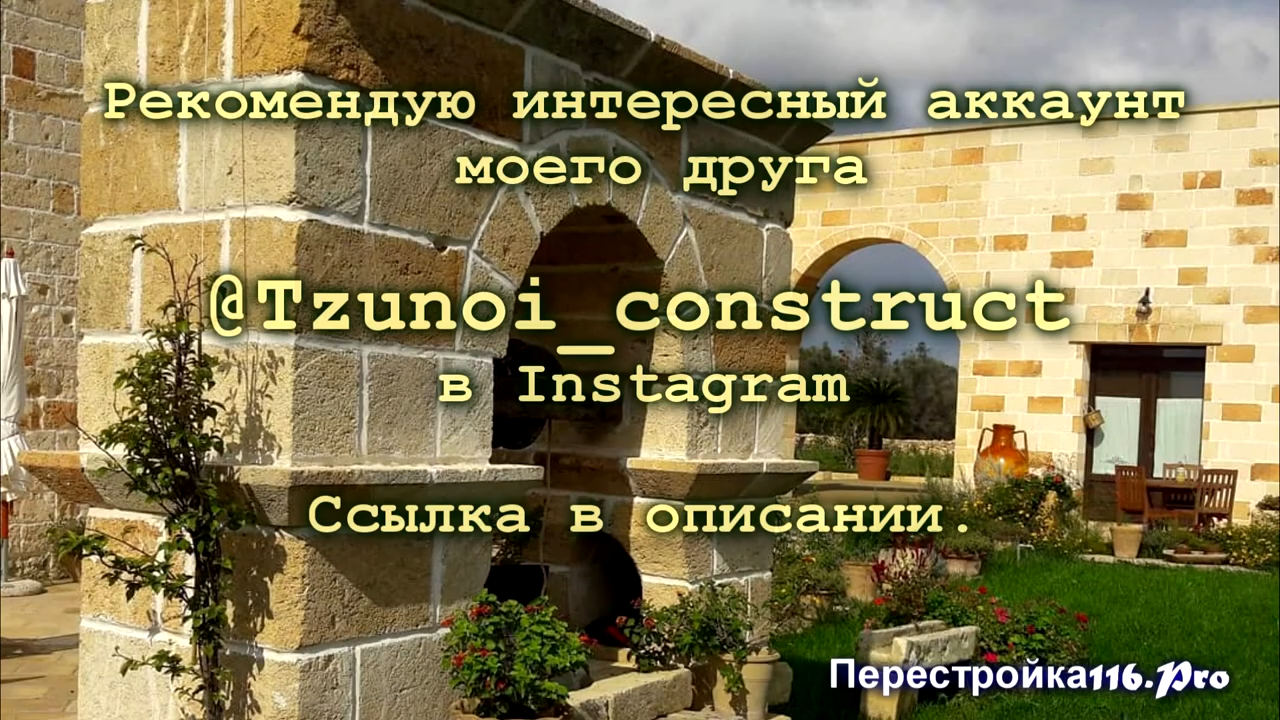 Рекомендую интересный аккаунт
моего друга
@Tzunoi_construct
в Instagram
Ссылка в описании.
Перестройка116.Pro